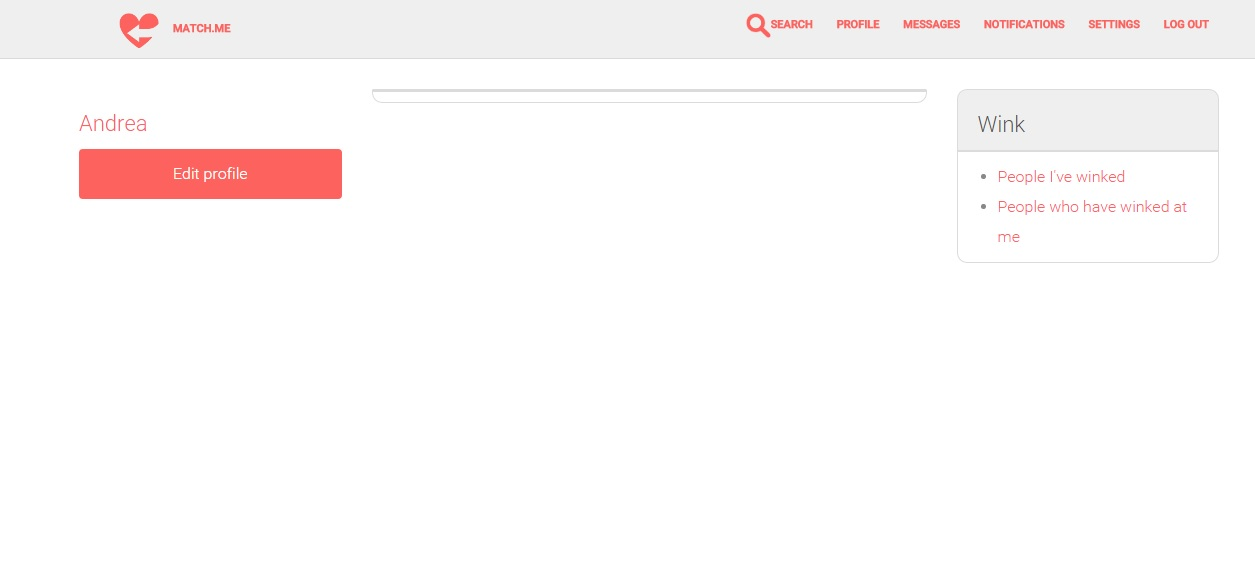 MATCH.ME
SEARCH PROFILE MESSAGES NOTIFICATIONS SETTINGS LOG OUT
Andrea
Edit profile
Wink
People I've winked
People who have winked at
me